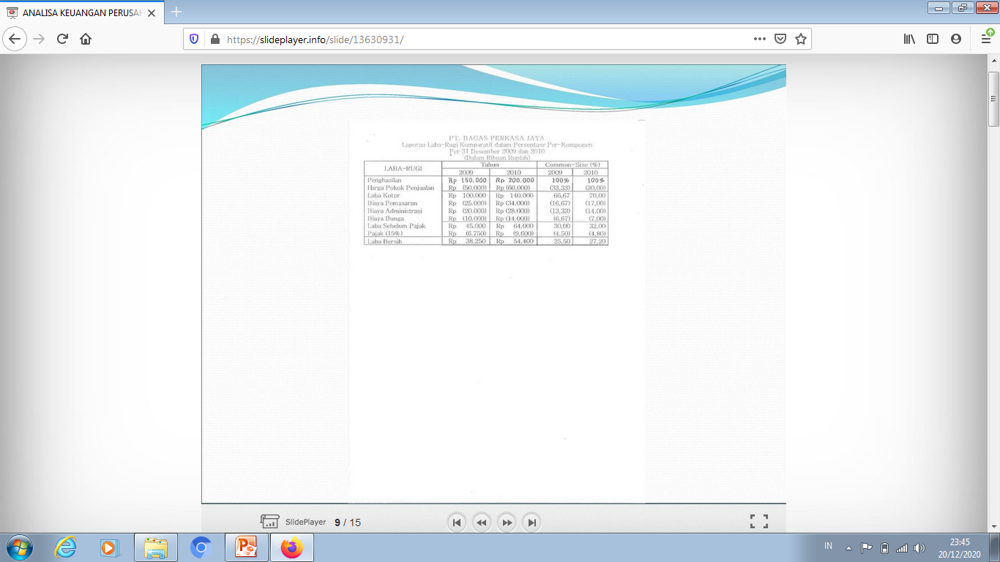 ANALISA KEUANGAN PERUSAH
https://slideplayer.info/slide/13630931/
PT. BAGAS PERKASA JAYA
Laporan Laba-Rugi Komparatif dalam Persentase Per-Komponen
Per 31 Desember 2009 dan 2010
(Dalam Ribuan Rupiah)
LABA-RUGI Tahun Common-Size (%)
2009 2010 2009 2010
Penghasilan Rp 150.000 Rp 200.000 100% 100%
Harga Pokok Penjualan Rp (50.000) Rp (60.000) (33,33) (30,00)
Laba Kotor Rp 100.000 Rp 140.000 66,67 70,00
Biaya Pemasaran Rp (25.000) Rp (34.000) (16,67) (17,00)
Biaya Administrasi Rp (20.000) Rp (28.000) (13,33) (14,00)
Biaya Bunga Rp (10.000) Rp (14.000) (6,67) (7,00)
Laba Sebelum Pajak Rp 45.000 Rp 64.000 30,00 32,00
Pajak (15%) Rp (6.750) Rp (9.600) (4,50) (4,80)
Laba Bersih Rp 38.250 Rp 54.400 25,50 27,20
SlidePlayer 9 / 15
IN
23:45
20/12/2020